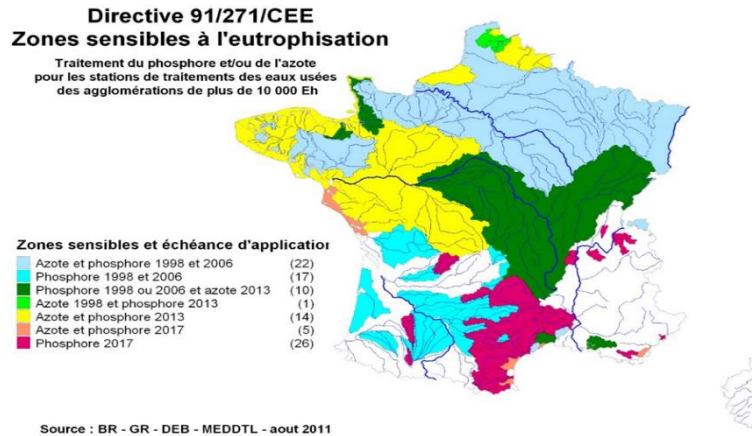 Directive 91/271/CEE
Zones sensibles à l'eutrophisation
Traitement du phosphore et/ou de l'azote
pour les stations de traitements des eaux usées
des agglomérations de plus de 10 000 Eh
Zones sensibles et échéance d'application
Azote et phosphore 1998 et 2006 (22)
Phosphore 1998 et 2006 (17)
Phosphore 1998 ou 2006 et azote 2013 (10)
Azote 1998 et phosphore 2013 (1)
Azote et phosphore 2013 (14)
Azote et phosphore 2017 (5)
Phosphore 2017 (26)
Source : BR - GR - DEB - MEDDTL - aout 2011